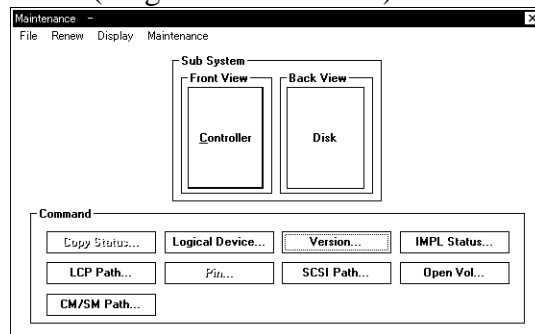 Maintenance -
File Renew Display Maintenance
Sub System
Front View Back View
Controller Disk
Command
Copy Status... Logical Device... Version... IMPL Status...
LCP Path... Pin... SCSI Path... Open Vol...
CM/SM Path...